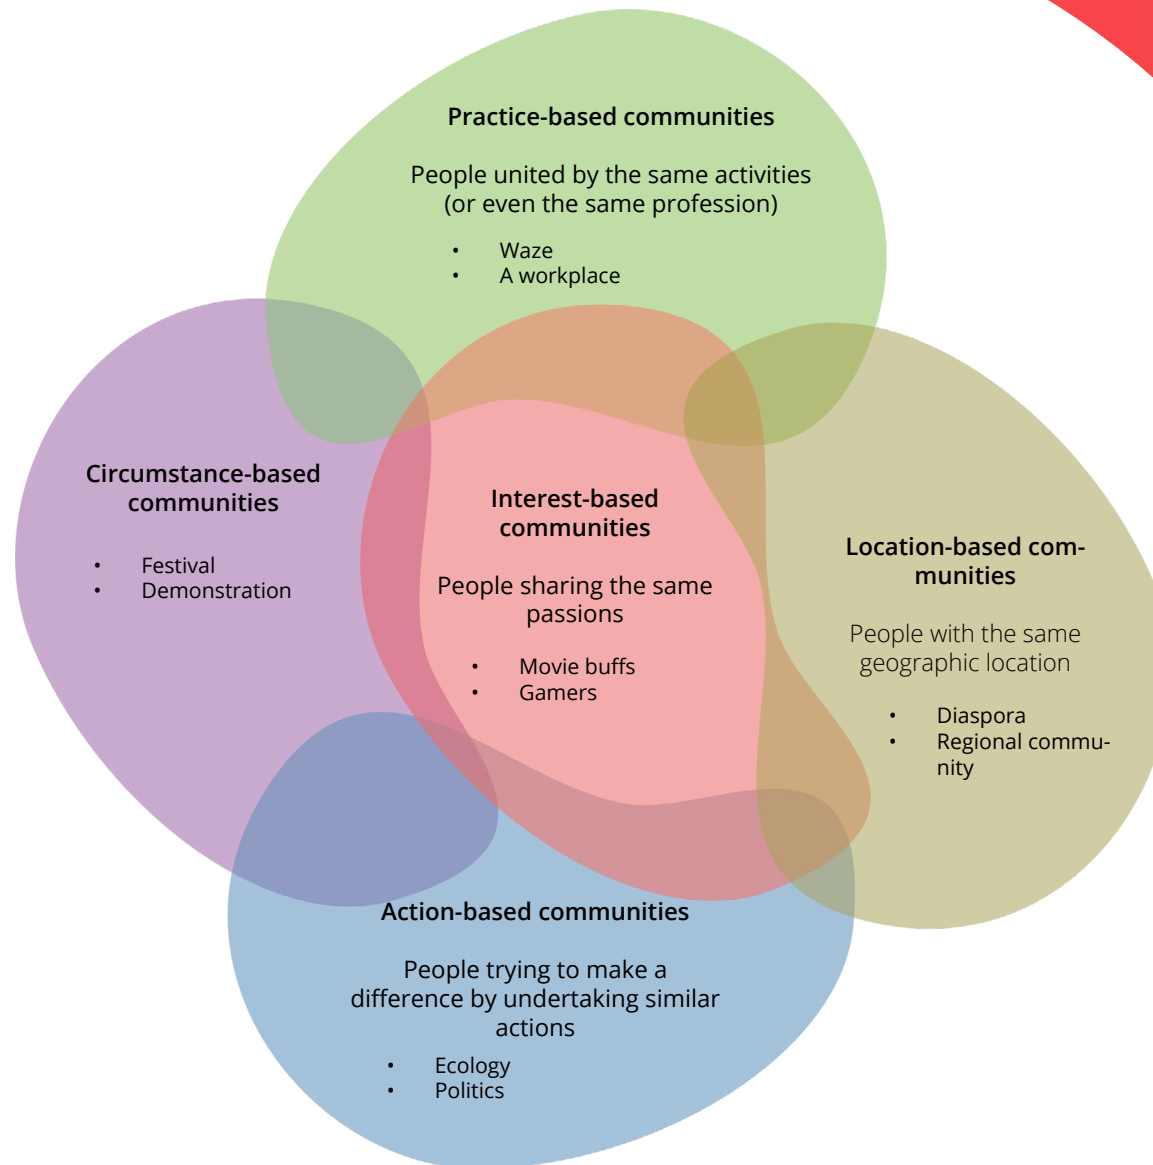 Practice-based communities
People united by the same activities
(or even the same profession)
• Waze
• A workplace
Circumstance-based
communities
• Festival
• Demonstration
Interest-based
communities
People sharing the same
passions
• Movie buffs
• Gamers
Location-based com-
munities
People with the same
geographic location
• Diaspora
• Regional commu-
nity
Action-based communities
People trying to make a
difference by undertaking similar
actions
• Ecology
• Politics